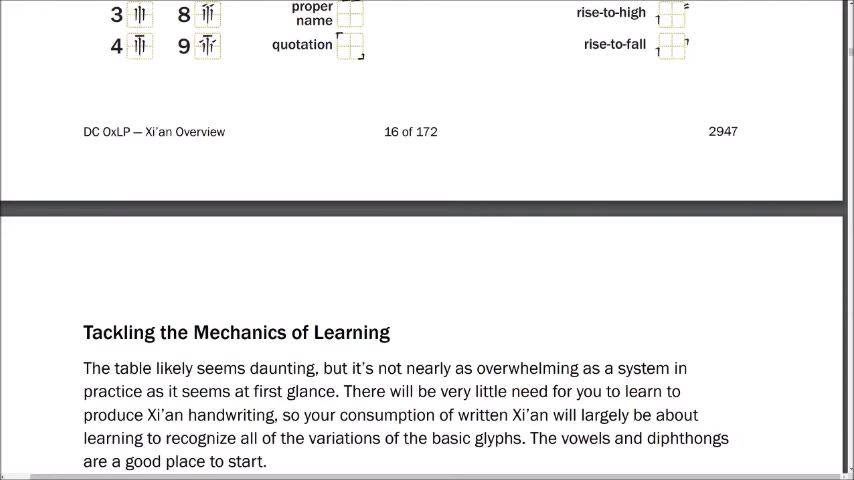 3 8 proper name rise-to-high
4 9 quotation rise-to-fall
DC OxLP — Xi'an Overview 16 of 172 2947
Tackling the Mechanics of Learning
The table likely seems daunting, but it's not nearly as overwhelming as a system in
practice as it seems at first glance. There will be very little need for you to learn to
produce Xi'an handwriting, so your consumption of written Xi'an will largely be about
learning to recognize all of the variations of the basic glyphs. The vowels and diphthongs
are a good place to start.